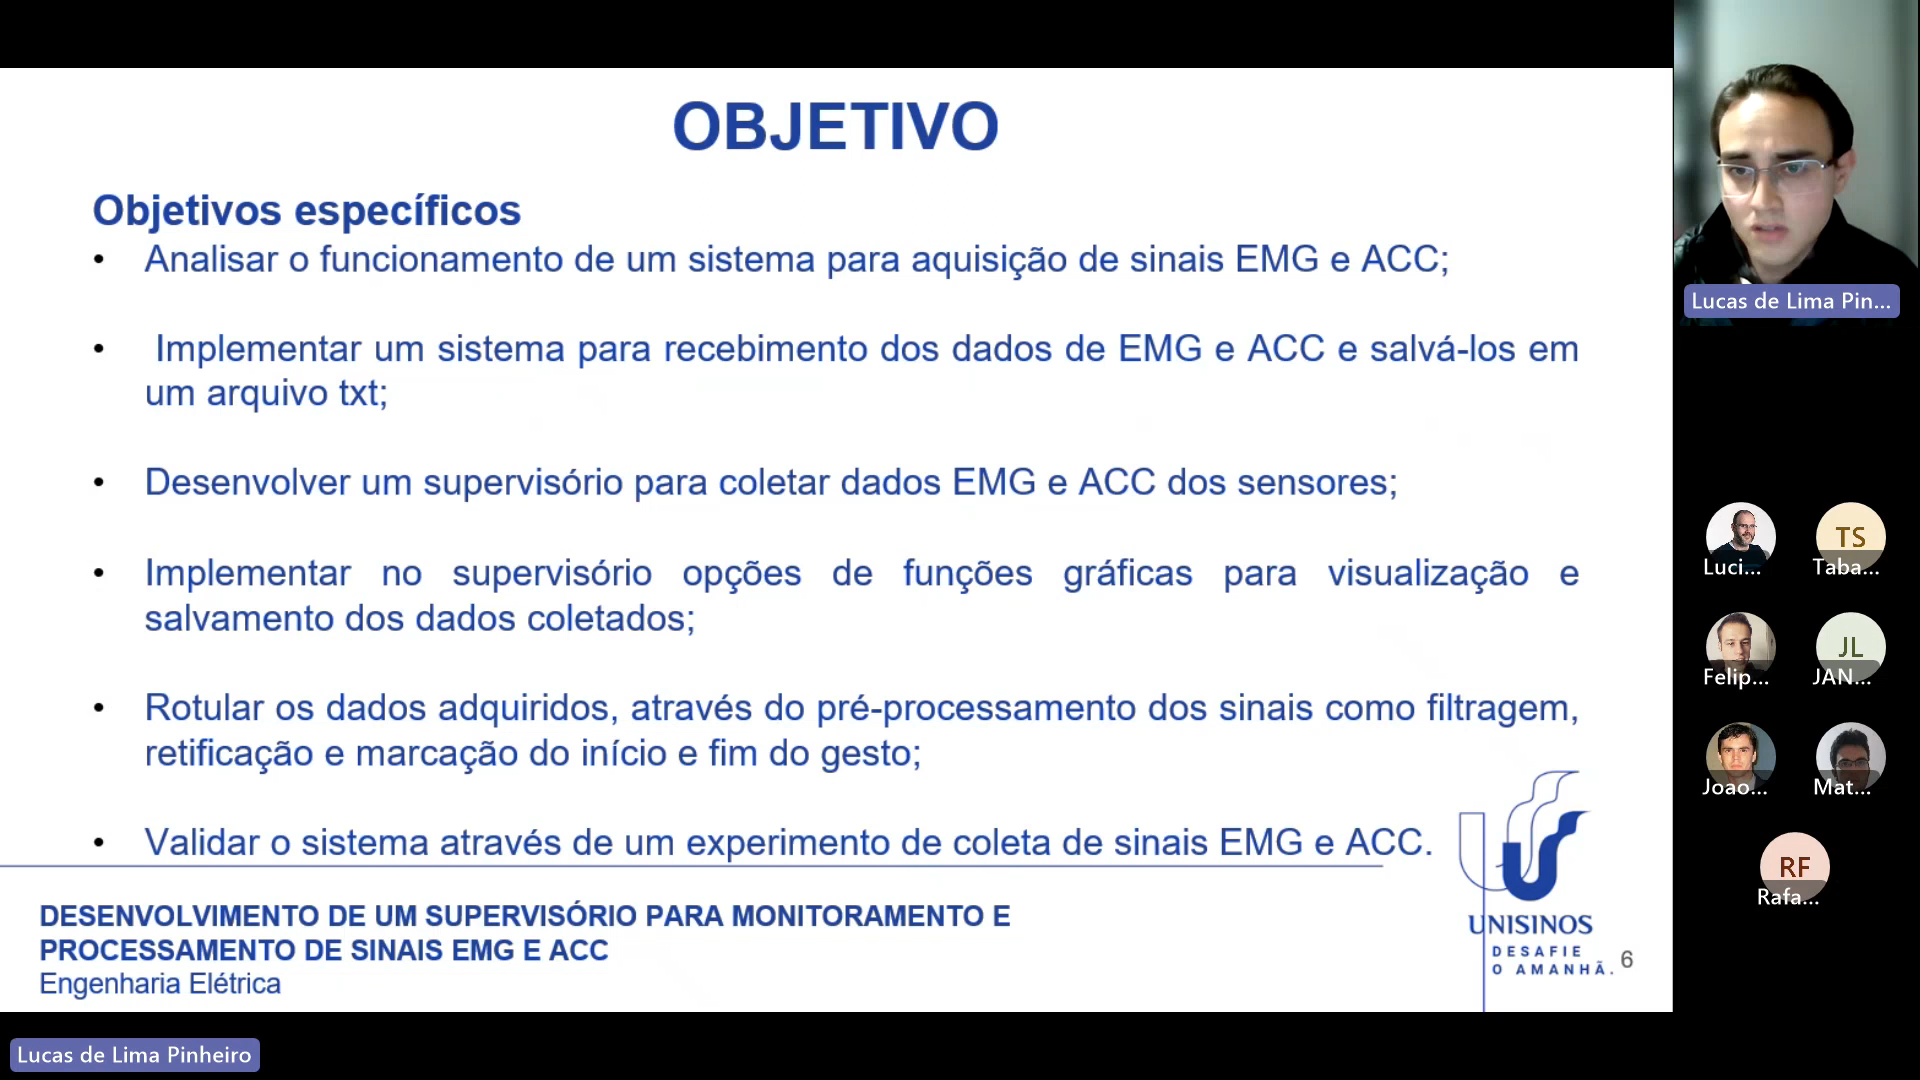 OBJETIVO
Objetivos específicos
• Analisar o funcionamento de um sistema para aquisição de sinais EMG e ACC;
• Implementar um sistema para recebimento dos dados de EMG e ACC e salvá-los em
um arquivo txt;
• Desenvolver um supervisório para coletar dados EMG e ACC dos sensores;
• Implementar no supervisório opções de funções gráficas para visualização e
salvamento dos dados coletados;
• Rotular os dados adquiridos, através do pré-processamento dos sinais como filtragem,
retificação e marcação do início e fim do gesto;
• Validar o sistema através de um experimento de coleta de sinais EMG e ACC.
DESENVOLVIMENTO DE UM SUPERVISÓRIO PARA MONITORAMENTO E
PROCESSAMENTO DE SINAIS EMG E ACC
Engenharia Elétrica
UNISINOS
DESAFIE
O AMANHÃ.
6
Lucas de Lima Pin...
Luci...
TS
Taba...
Felip...
JL
JAN...
Joao...
Mat...
RF
Rafa...
Lucas de Lima Pinheiro